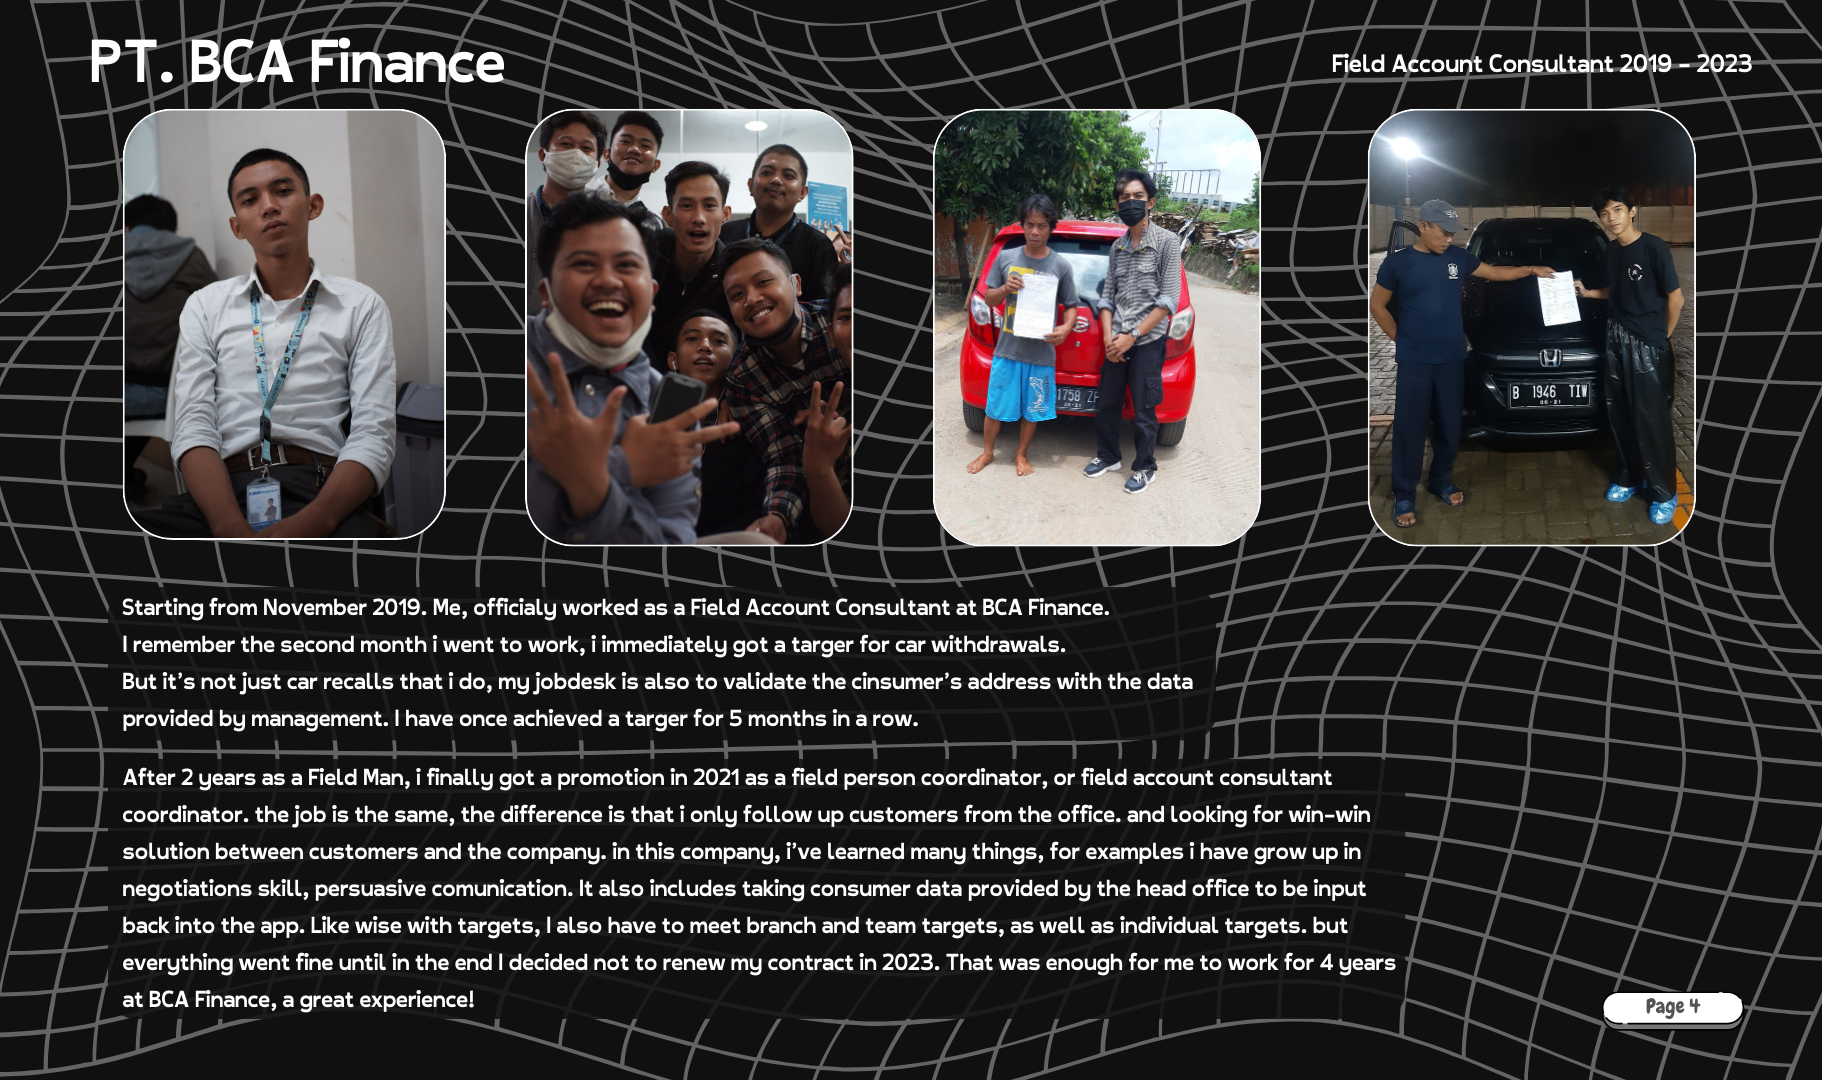 PT. BCA Finance
Field Account Consultant 2019 - 2023
1758 ZF
B 1946 TIW
06·21
Starting from November 2019. Me, officialy worked as a Field Account Consultant at BCA Finance.
I remember the second month i went to work, i immediately got a targer for car withdrawals.
But it's not just car recalls that i do, my jobdesk is also to validate the cinsumer's address with the data
provided by management. I have once achieved a targer for 5 months in a row.
After 2 years as a Field Man, i finally got a promotion in 2021 as a field person coordinator, or field account consultant
coordinator. the job is the same, the difference is that i only follow up customers from the office. and looking for win-win
solution between customers and the company. in this company, i've learned many things, for examples i have grow up in
negotiations skill, persuasive comunication. It also includes taking consumer data provided by the head office to be input
back into the app. Like wise with targets, I also have to meet branch and team targets, as well as individual targets. but
everything went fine until in the end I decided not to renew my contract in 2023. That was enough for me to work for 4 years
at BCA Finance, a great experience!
Page 4